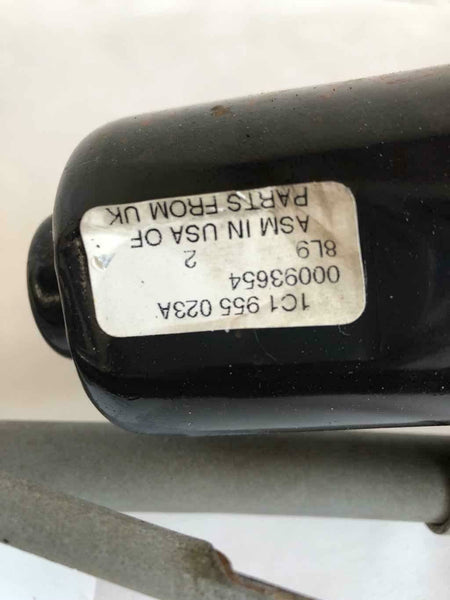 1C1 955 023A
00093654
8L9 2
ASM IN USA OF
PARTS FROM UK